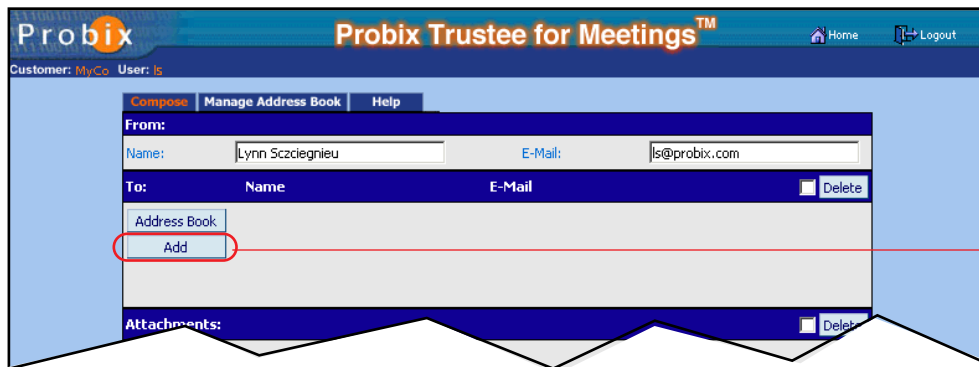 Probix Probix Trustee for Meetings™ Home Logout
Customer: MyCo User: ls
Compose Manage Address Book Help
From:
Name: Lynn Sczciegnieu E-Mail: ls@probix.com
To: Name E-Mail Delete
Address Book
Add
Attachments: Delete